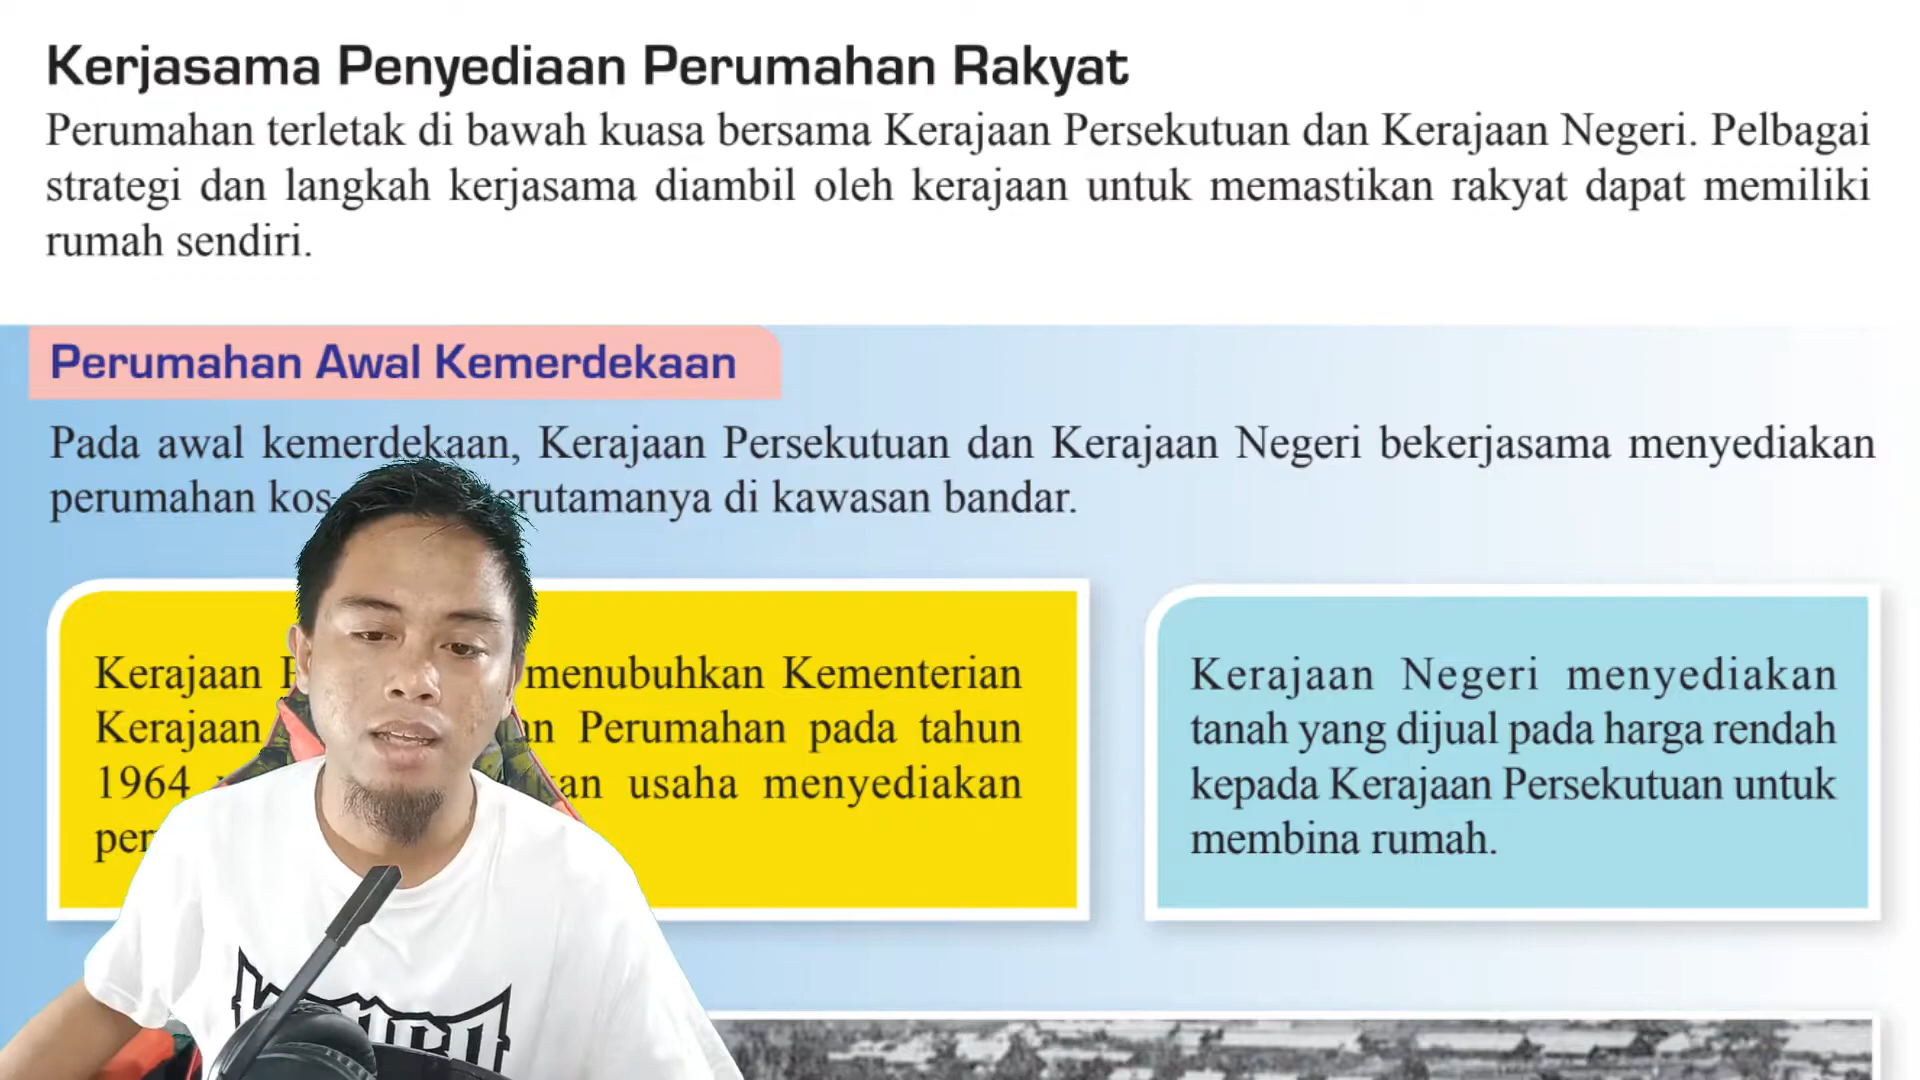 Kerjasama Penyediaan Perumahan Rakyat
Perumahan terletak di bawah kuasa bersama Kerajaan Persekutuan dan Kerajaan Negeri. Pelbagai
strategi dan langkah kerjasama diambil oleh kerajaan untuk memastikan rakyat dapat memiliki
rumah sendiri.
Perumahan Awal Kemerdekaan
Pada awal kemerdekaan, Kerajaan Persekutuan dan Kerajaan Negeri bekerjasama menyediakan
perumahan kos di kawasan bandar.
Kerajaan menubuhkan Kementerian
Kerajaan Perumahan pada tahun
1964 usaha menyediakan
Kerajaan Negeri menyediakan
tanah yang dijual pada harga rendah
kepada Kerajaan Persekutuan untuk
membina rumah.